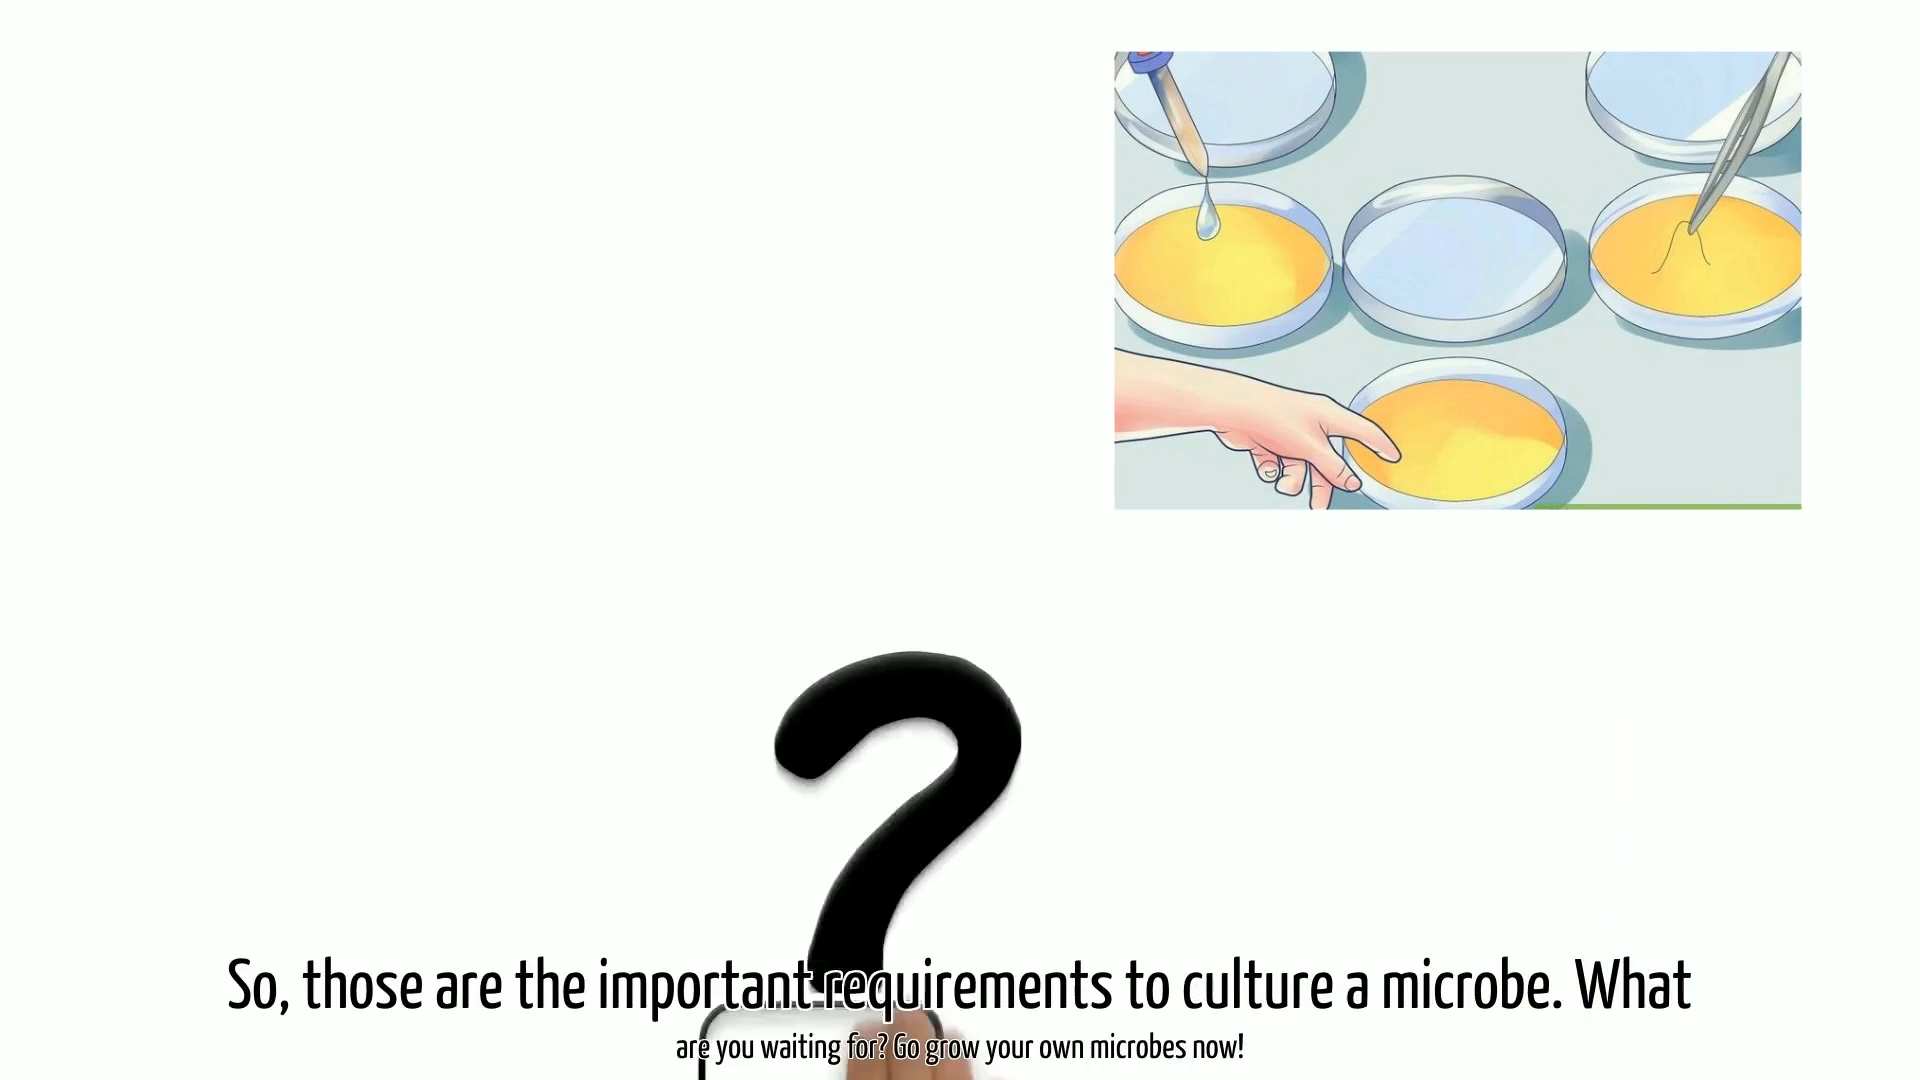 ?
So, those are the important requirements to culture a microbe. What
are you waiting for? Go grow your own microbes now!